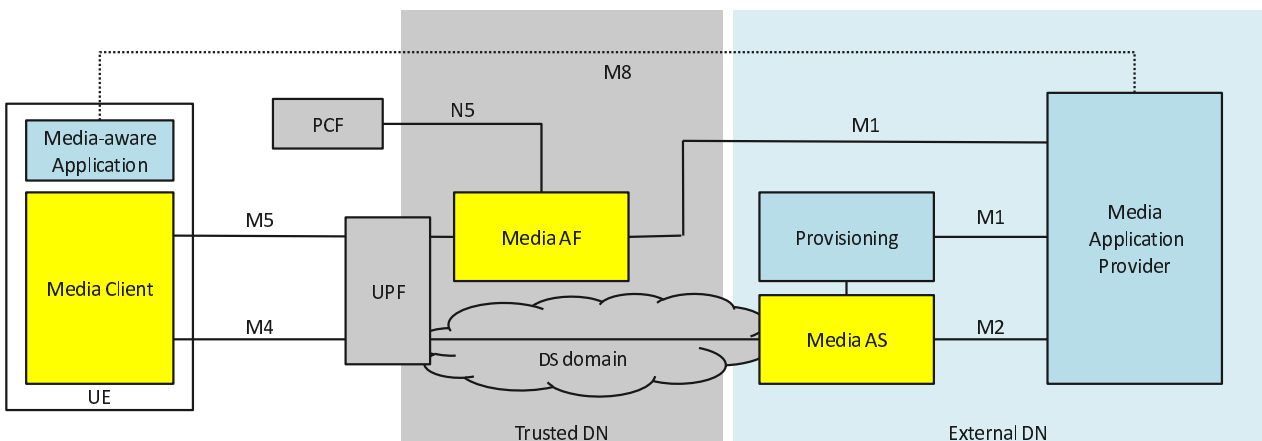 M8
PCF
N5
M1
Media-aware
Application
M5
Media AF
Provisioning
M1
Media
Application
Provider
Media Client
UPF
M4
DS domain
Media AS
M2
UE
Trusted DN
External DN